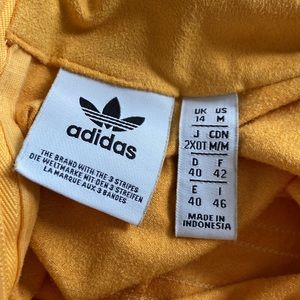 adidas
THE BRAND WITH THE 3 STRIPES
DIE WELTMARKE MIT DEN 3 STREIFEN
LA MARQUE AUX 3 BANDES
UK US
14 M
J CDN
2XOT M/M
D F
40 42
E I
40 46
MADE IN
INDONESIA